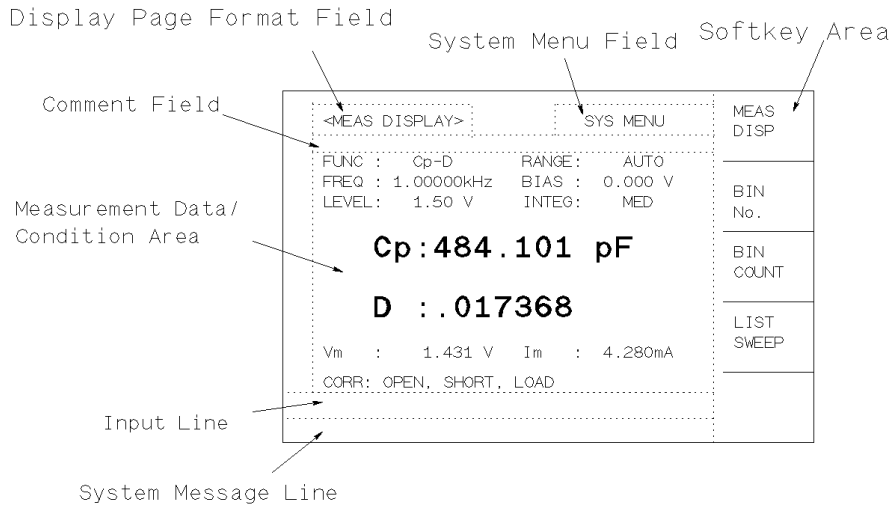 Display Page Format Field
System Menu Field
Softkey Area
Comment Field
Measurement Data/
Condition Area
Input Line
System Message Line
<MEAS DISPLAY>
SYS MENU
FUNC : Cp-D RANGE: AUTO
FREQ : 1.00000kHz BIAS : 0.000 V
LEVEL: 1.50 V INTEG: MED
Cp:484.101 pF
D :.017368
Vm : 1.431 V Im : 4.280mA
CORR: OPEN, SHORT, LOAD
MEAS
DISP
BIN
No.
BIN
COUNT
LIST
SWEEP